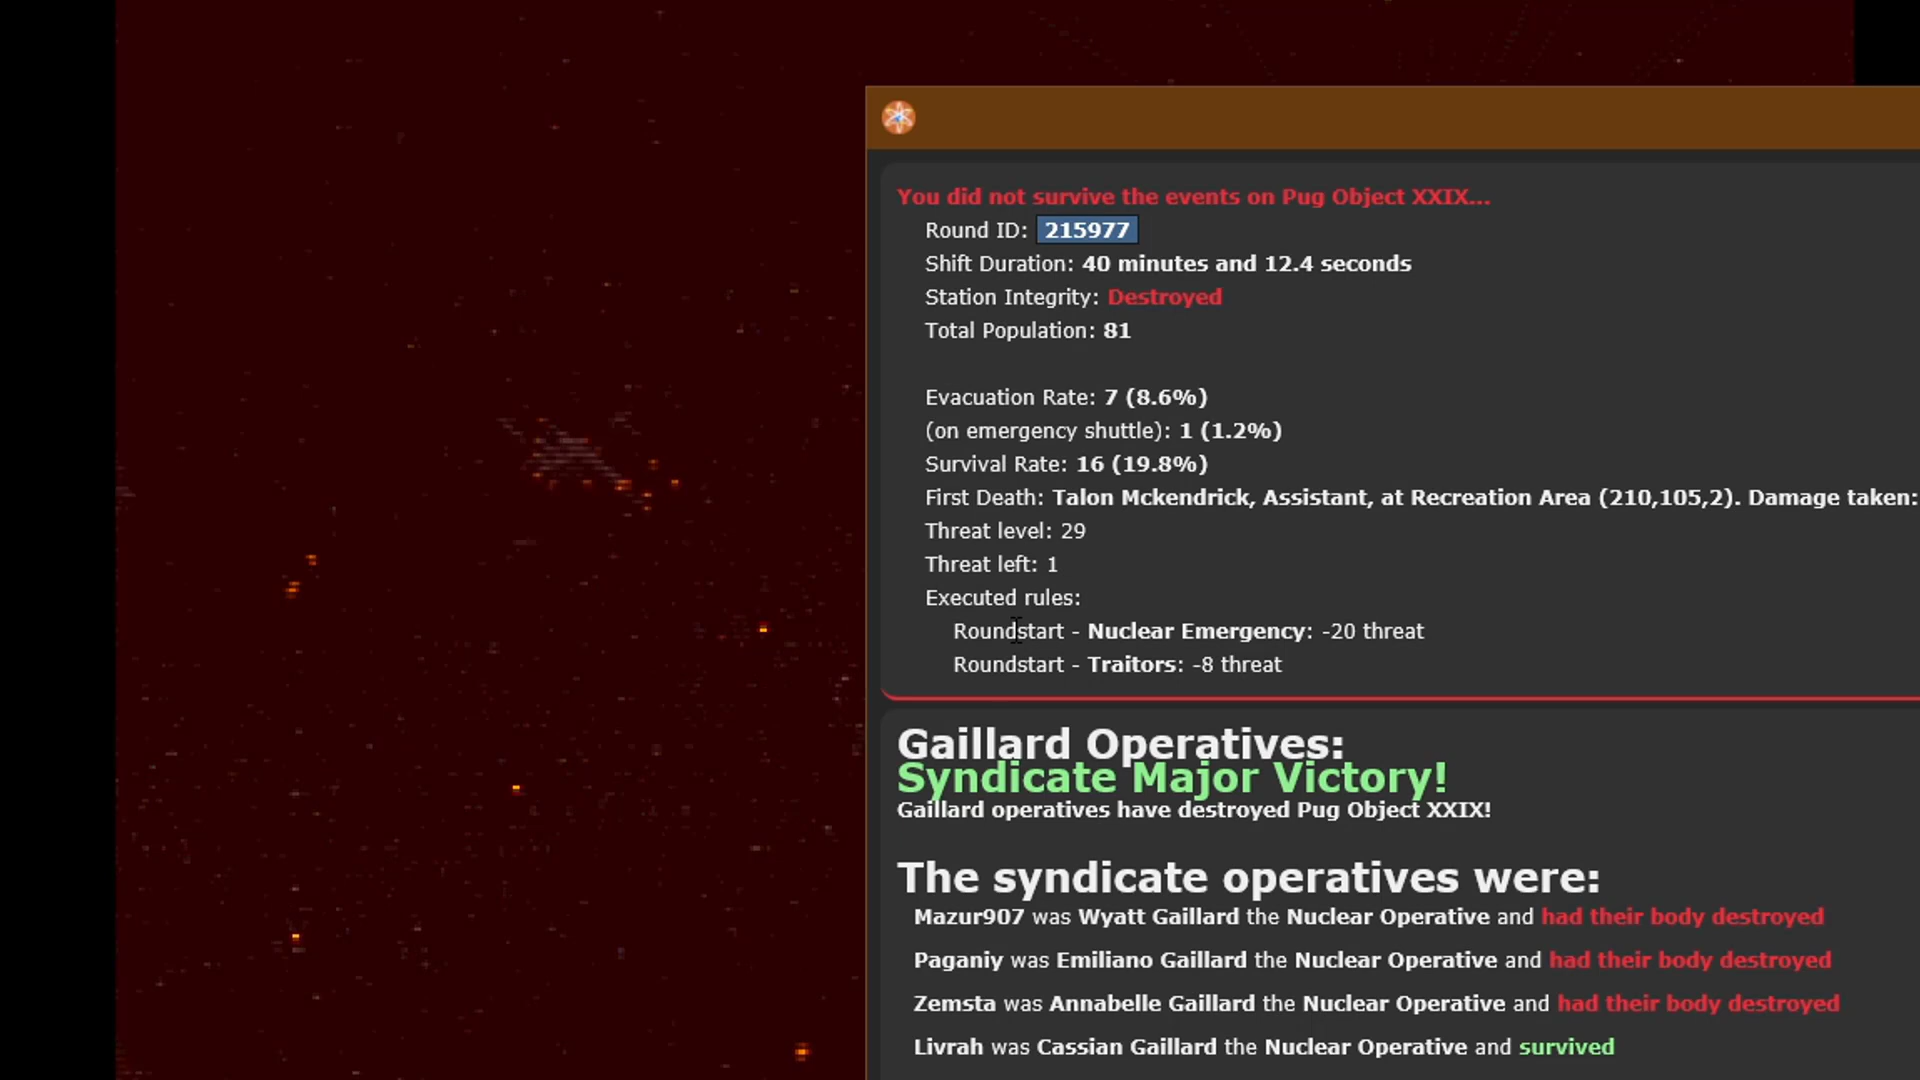 You did not survive the events on Pug Object XXIX...
Round ID: 215977
Shift Duration: 40 minutes and 12.4 seconds
Station Integrity: Destroyed
Total Population: 81
Evacuation Rate: 7 (8.6%)
(on emergency shuttle): 1 (1.2%)
Survival Rate: 16 (19.8%)
First Death: Talon Mckendrick, Assistant, at Recreation Area (210,105,2). Damage taken:
Threat level: 29
Threat left: 1
Executed rules:
Roundstart - Nuclear Emergency: -20 threat
Roundstart - Traitors: -8 threat
Gaillard Operatives:
Syndicate Major Victory!
Gaillard operatives have destroyed Pug Object XXIX!
The syndicate operatives were:
Mazur907 was Wyatt Gaillard the Nuclear Operative and had their body destroyed
Paganiy was Emiliano Gaillard the Nuclear Operative and had their body destroyed
Zemsta was Annabelle Gaillard the Nuclear Operative and had their body destroyed
Livrah was Cassian Gaillard the Nuclear Operative and survived